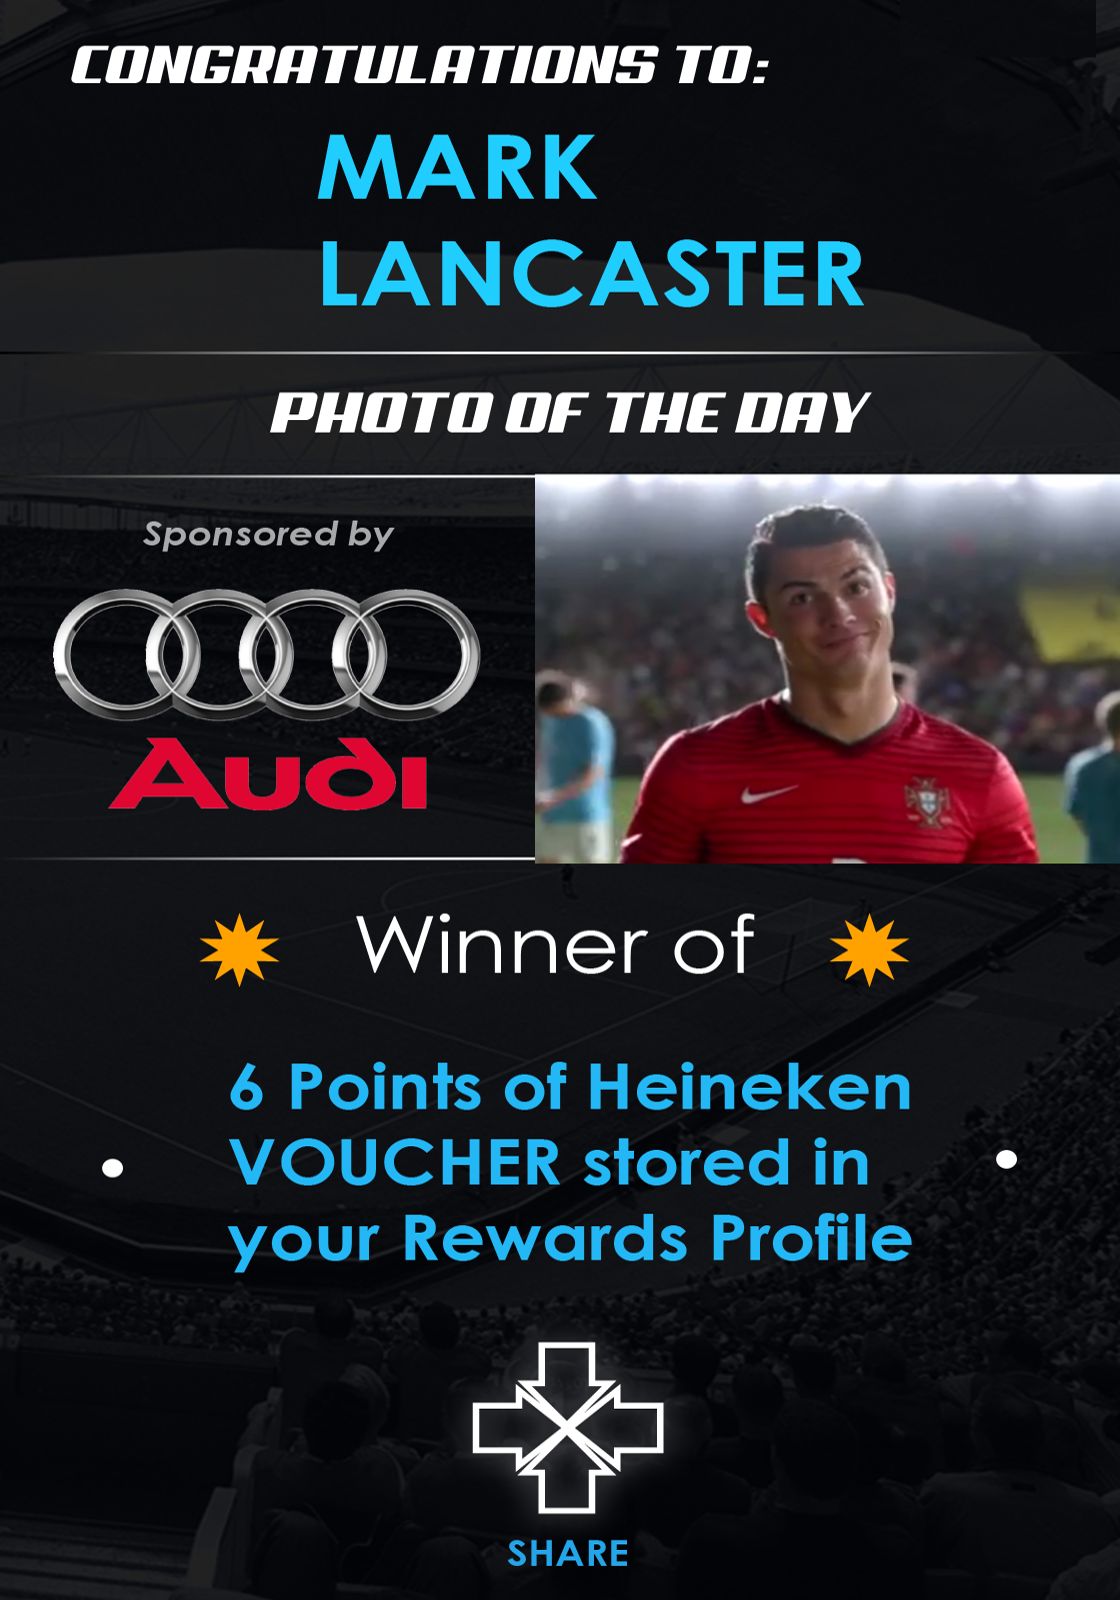 CONGRATULATIONS TO:
MARK
LANCASTER
PHOTO OF THE DAY
Sponsored by
Audi
Winner of
6 Points of Heineken
VOUCHER stored in
your Rewards Profile
SHARE